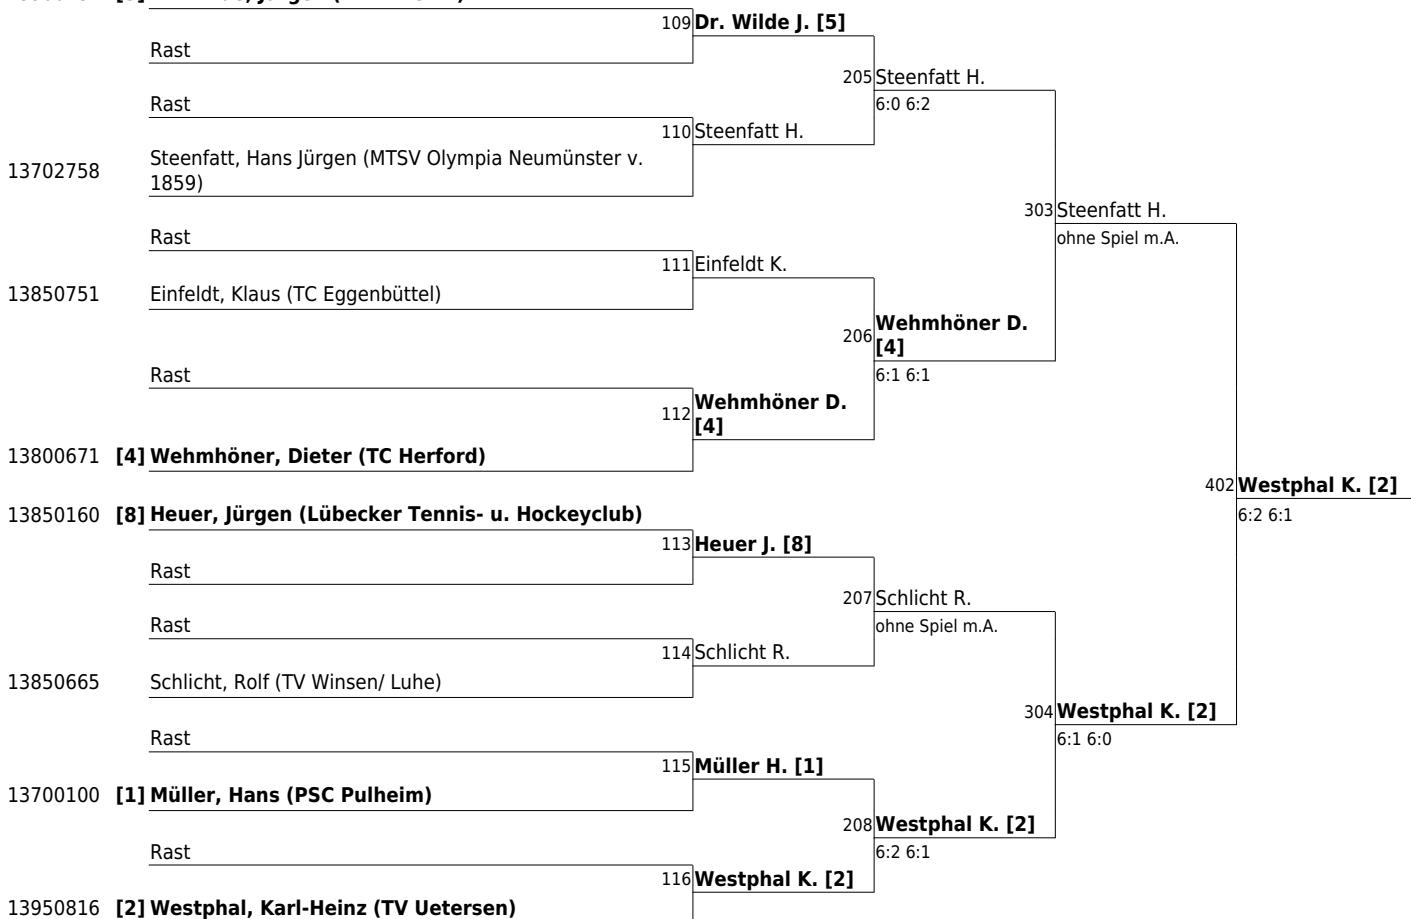 109 Dr. Wilde J. [5]
Rast
205 Steenfatt H.
Rast
6:0 6:2
110 Steenfatt H.
13702758 Steenfatt, Hans Jürgen (MTSV Olympia Neumünster v.
1859)
303 Steenfatt H.
Rast
ohne Spiel m.A.
111 Einfeldt K.
13850751 Einfeldt, Klaus (TC Eggenbüttel)
206 Wehmhöner D.
[4]
Rast
6:1 6:1
112 Wehmhöner D.
[4]
13800671 [4] Wehmhöner, Dieter (TC Herford)
402 Westphal K. [2]
13850160 [8] Heuer, Jürgen (Lübecker Tennis- u. Hockeyclub)
6:2 6:1
113 Heuer J. [8]
Rast
207 Schlicht R.
Rast
ohne Spiel m.A.
114 Schlicht R.
13850665 Schlicht, Rolf (TV Winsen/ Luhe)
304 Westphal K. [2]
Rast
6:1 6:0
115 Müller H. [1]
13700100 [1] Müller, Hans (PSC Pulheim)
208 Westphal K. [2]
Rast
6:2 6:1
116 Westphal K. [2]
13950816 [2] Westphal, Karl-Heinz (TV Uetersen)